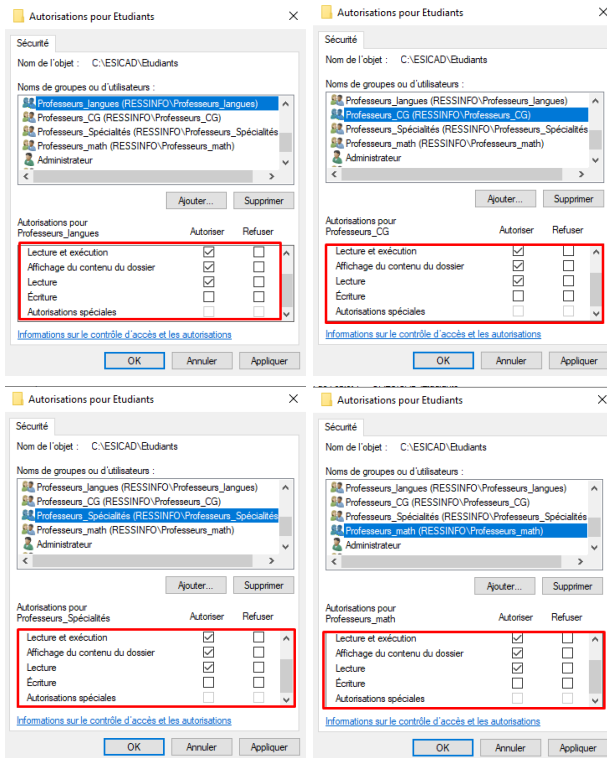 Autorisations pour Etudiants
Sécurité
Nom de l'objet : C:\ESICAD\Etudiants
Noms de groupes ou d'utilisateurs :
Professeurs_langues (RESSINFO\Professeurs_langues)
Professeurs_CG (RESSINFO\Professeurs_CG)
Professeurs_Spécialités (RESSINFO\Professeurs_Spécialités
Professeurs_math (RESSINFO\Professeurs_math)
Administrateur
Ajouter... Supprimer
Autorisations pour
Professeurs_langues Autoriser Refuser
Lecture et exécution
Affichage du contenu du dossier
Lecture
Écriture
Autorisations spéciales
Informations sur le contrôle d'accès et les autorisations
OK Annuler Appliquer
Autorisations pour Etudiants
Sécurité
Nom de l'objet : C:\ESICAD\Etudiants
Noms de groupes ou d'utilisateurs :
Professeurs_langues (RESSINFO\Professeurs_langues)
Professeurs_CG (RESSINFO\Professeurs_CG)
Professeurs_Spécialités (RESSINFO\Professeurs_Spécialités
Professeurs_math (RESSINFO\Professeurs_math)
Administrateur
Ajouter... Supprimer
Autorisations pour
Professeurs_CG Autoriser Refuser
Lecture et exécution
Affichage du contenu du dossier
Lecture
Écriture
Autorisations spéciales
Informations sur le contrôle d'accès et les autorisations
OK Annuler Appliquer
Autorisations pour Etudiants
Sécurité
Nom de l'objet : C:\ESICAD\Etudiants
Noms de groupes ou d'utilisateurs :
Professeurs_langues (RESSINFO\Professeurs_langues)
Professeurs_CG (RESSINFO\Professeurs_CG)
Professeurs_Spécialités (RESSINFO\Professeurs_Spécialités
Professeurs_math (RESSINFO\Professeurs_math)
Administrateur
Ajouter... Supprimer
Autorisations pour
Professeurs_Spécialités Autoriser Refuser
Lecture et exécution
Affichage du contenu du dossier
Lecture
Écriture
Autorisations spéciales
Informations sur le contrôle d'accès et les autorisations
OK Annuler Appliquer
Autorisations pour Etudiants
Sécurité
Nom de l'objet : C:\ESICAD\Etudiants
Noms de groupes ou d'utilisateurs :
Professeurs_langues (RESSINFO\Professeurs_langues)
Professeurs_CG (RESSINFO\Professeurs_CG)
Professeurs_Spécialités (RESSINFO\Professeurs_Spécialités
Professeurs_math (RESSINFO\Professeurs_math)
Administrateur
Ajouter... Supprimer
Autorisations pour
Professeurs_math Autoriser Refuser
Lecture et exécution
Affichage du contenu du dossier
Lecture
Écriture
Autorisations spéciales
Informations sur le contrôle d'accès et les autorisations
OK Annuler Appliquer